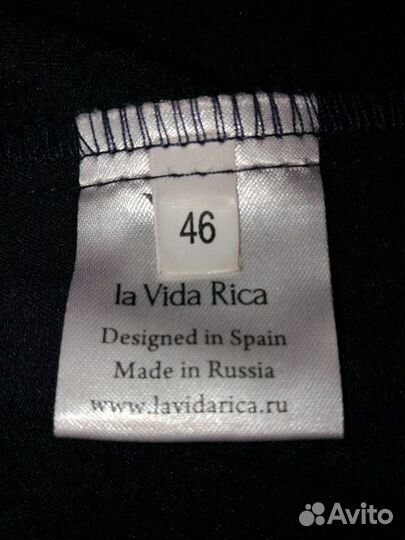 46
la Vida Rica
Designed in Spain
Made in Russia
www.lavidarica.ru
Avito